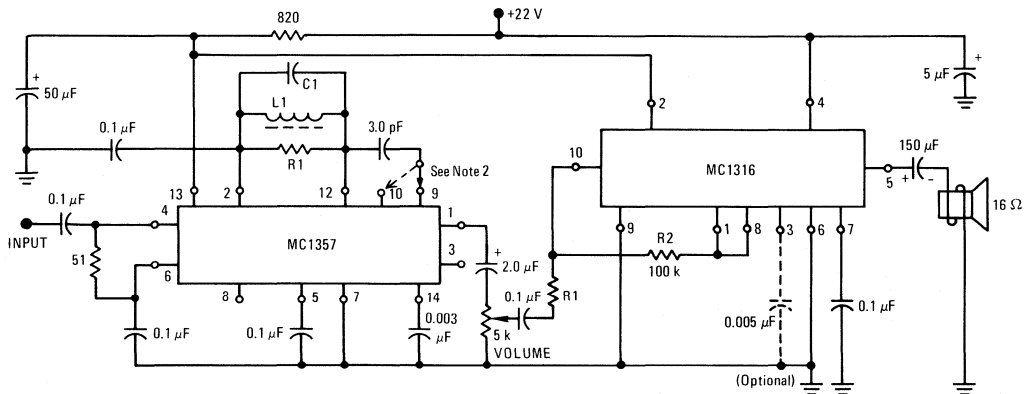 820
+22 V
+
50 µF
C1
L1
R1
0.1 µF
3.0 pF
See Note 2
13
2
12
10
9
0.1 µF
INPUT
4
51
6
MC1357
1
3
+
2.0 µF
8
5
7
14
0.1 µF
0.1 µF
0.003
µF
5 k
VOLUME
0.1 µF
R1
R2
100 k
2
4
10
MC1316
5
9
1
8
3
6
7
0.005 µF
(Optional)
0.1 µF
+
5 µF
150 µF
+
−
16 Ω